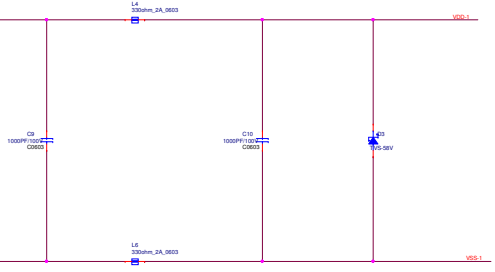 L4
330ohm_2A_0603
VDD-1
C9
1000PF/100V
C0603
C10
1000PF/100V
C0603
D3
TVS-58V
L6
330ohm_2A_0603
VSS-1